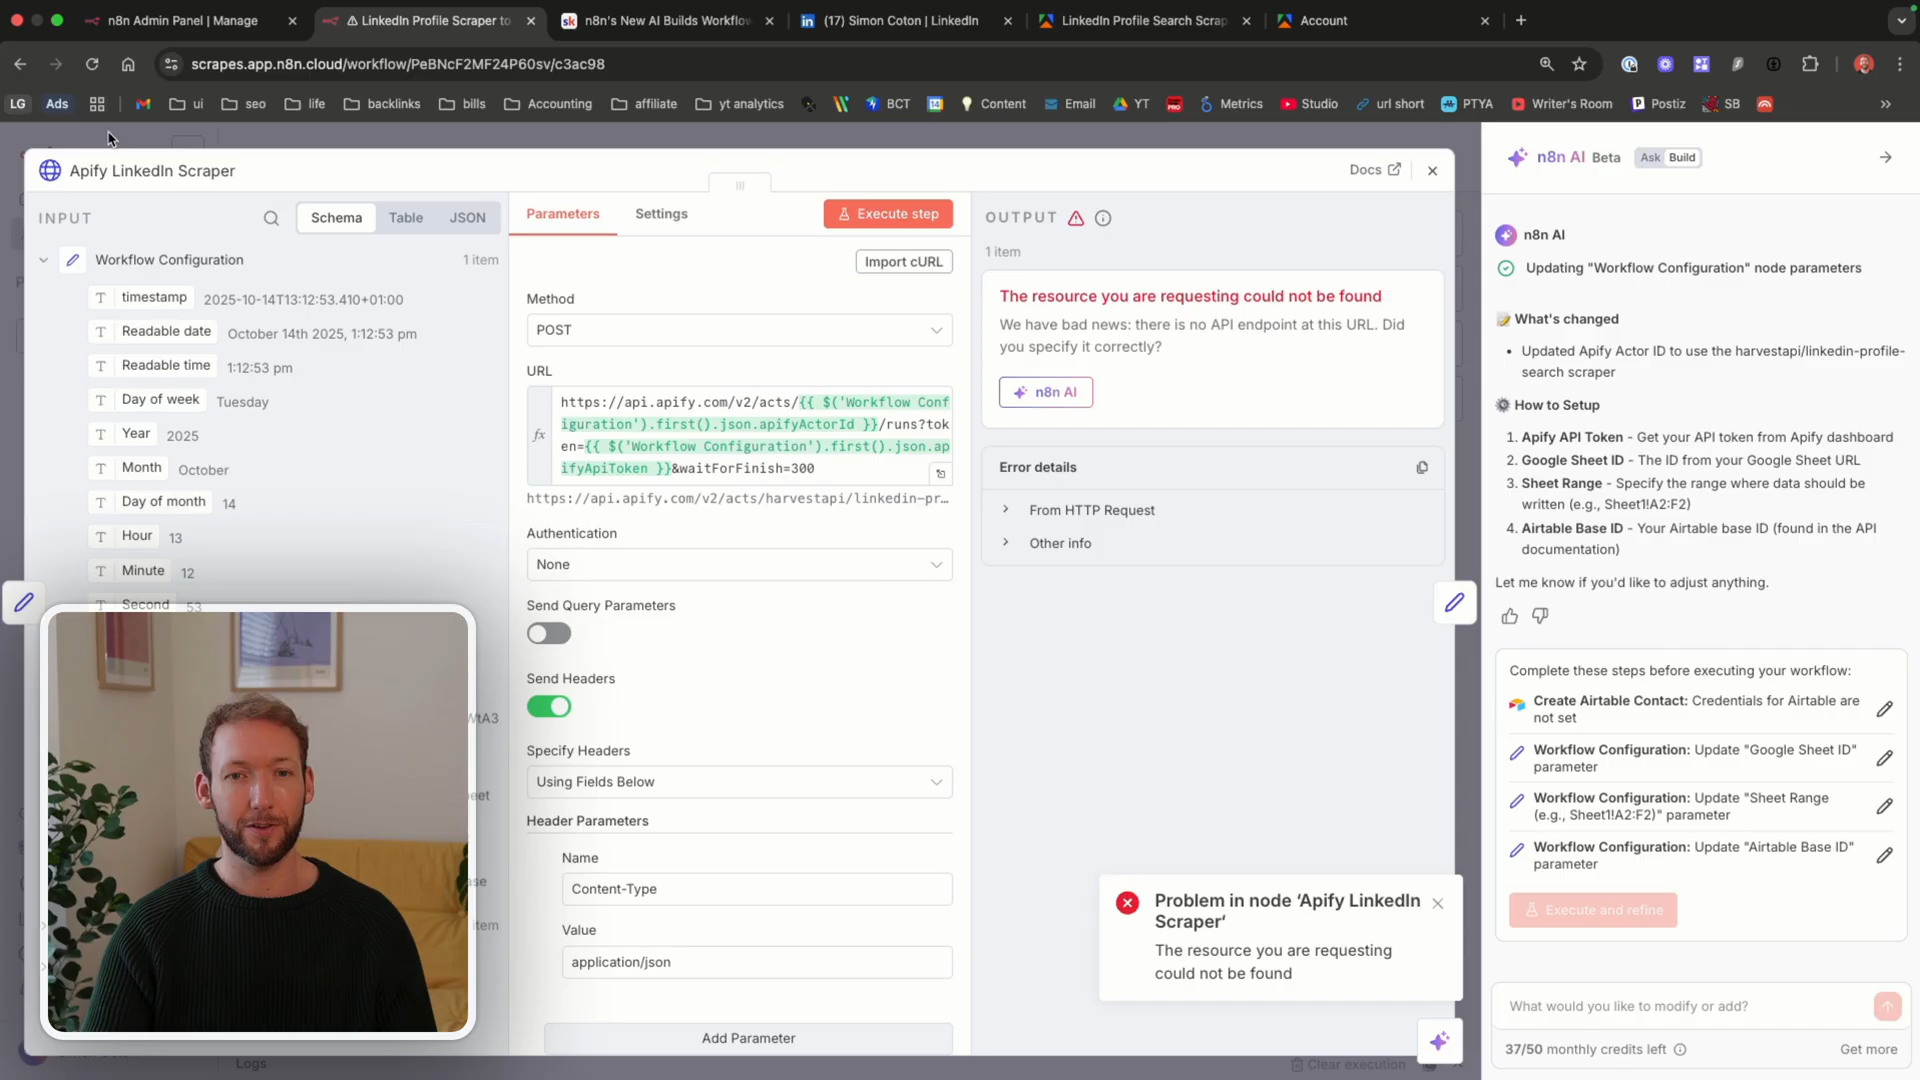 n8n Admin Panel | Manage
LinkedIn Profile Scraper to
n8n's New AI Builds Workflow
(17) Simon Coton | LinkedIn
LinkedIn Profile Search Scrap
Account
scrapes.app.n8n.cloud/workflow/PeBNcF2MF24P60sv/c3ac98
LG
Ads
ui
seo
life
backlinks
bills
Accounting
affiliate
yt analytics
BCT
Content
Email
YT
Metrics
Studio
url short
PTYA
Writer's Room
Postiz
SB
Apify LinkedIn Scraper
Docs
INPUT
Schema
Table
JSON
Workflow Configuration
1 item
timestamp 2025-10-14T13:12:53.410+01:00
Readable date October 14th 2025, 1:12:53 pm
Readable time 1:12:53 pm
Day of week Tuesday
Year 2025
Month October
Day of month 14
Hour 13
Minute 12
Second 53
WtA3
eet
ase
item
Parameters
Settings
Execute step
Import cURL
Method
POST
URL
fx
https://api.apify.com/v2/acts/{{ $('Workflow Conf
iguration').first().json.apifyActorId }}/runs?tok
en={{ $('Workflow Configuration').first().json.ap
ifyApiToken }}&waitForFinish=300
https://api.apify.com/v2/acts/harvestapi/linkedin-pr…
Authentication
None
Send Query Parameters
Send Headers
Specify Headers
Using Fields Below
Header Parameters
Name
Content-Type
Value
application/json
Add Parameter
OUTPUT
1 item
The resource you are requesting could not be found
We have bad news: there is no API endpoint at this URL. Did
you specify it correctly?
n8n AI
Error details
From HTTP Request
Other info
Problem in node ‘Apify LinkedIn
Scraper‘
The resource you are requesting
could not be found
Logs
Clear execution
n8n AI Beta
Ask Build
n8n AI
Updating "Workflow Configuration" node parameters
What's changed
• Updated Apify Actor ID to use the harvestapi/linkedin-profile-
search scraper
How to Setup
1. Apify API Token - Get your API token from Apify dashboard
2. Google Sheet ID - The ID from your Google Sheet URL
3. Sheet Range - Specify the range where data should be
written (e.g., Sheet1!A2:F2)
4. Airtable Base ID - Your Airtable base ID (found in the API
documentation)
Let me know if you'd like to adjust anything.
Complete these steps before executing your workflow:
Create Airtable Contact: Credentials for Airtable are
not set
Workflow Configuration: Update "Google Sheet ID"
parameter
Workflow Configuration: Update "Sheet Range
(e.g., Sheet1!A2:F2)" parameter
Workflow Configuration: Update "Airtable Base ID"
parameter
Execute and refine
What would you like to modify or add?
37/50 monthly credits left
Get more